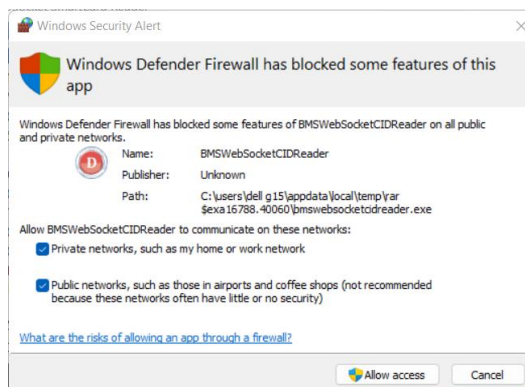 Windows Security Alert
Windows Defender Firewall has blocked some features of this
app
Windows Defender Firewall has blocked some features of BMSWebSocketCIDReader on all public
and private networks.
D
Name: BMSWebSocketCIDReader
Publisher: Unknown
Path: C:\users\dell g15\appdata\local\temp\rar
$exa16788.40060\bmswebsocketcidreader.exe
Allow BMSWebSocketCIDReader to communicate on these networks:
Private networks, such as my home or work network
Public networks, such as those in airports and coffee shops (not recommended
because these networks often have little or no security)
What are the risks of allowing an app through a firewall?
Allow access Cancel